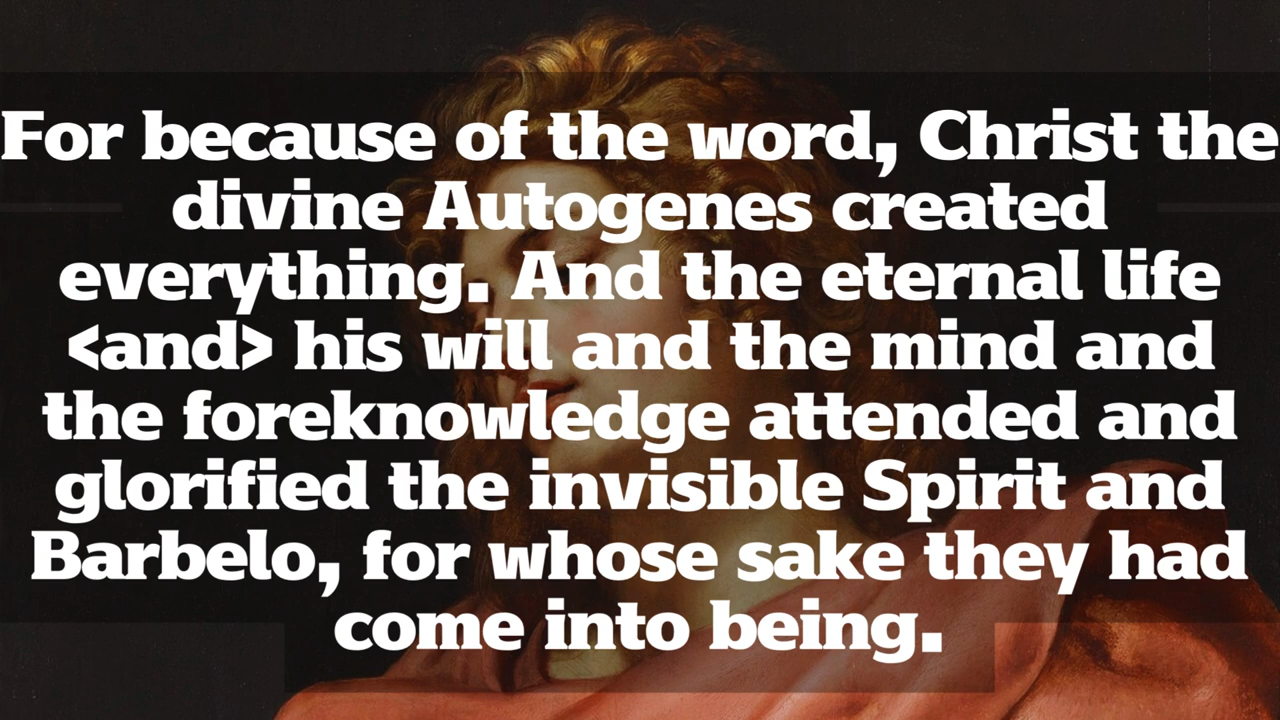 For because of the word, Christ the
divine Autogenes created
everything. And the eternal life
<and> his will and the mind and
the foreknowledge attended and
glorified the invisible Spirit and
Barbelo, for whose sake they had
come into being.